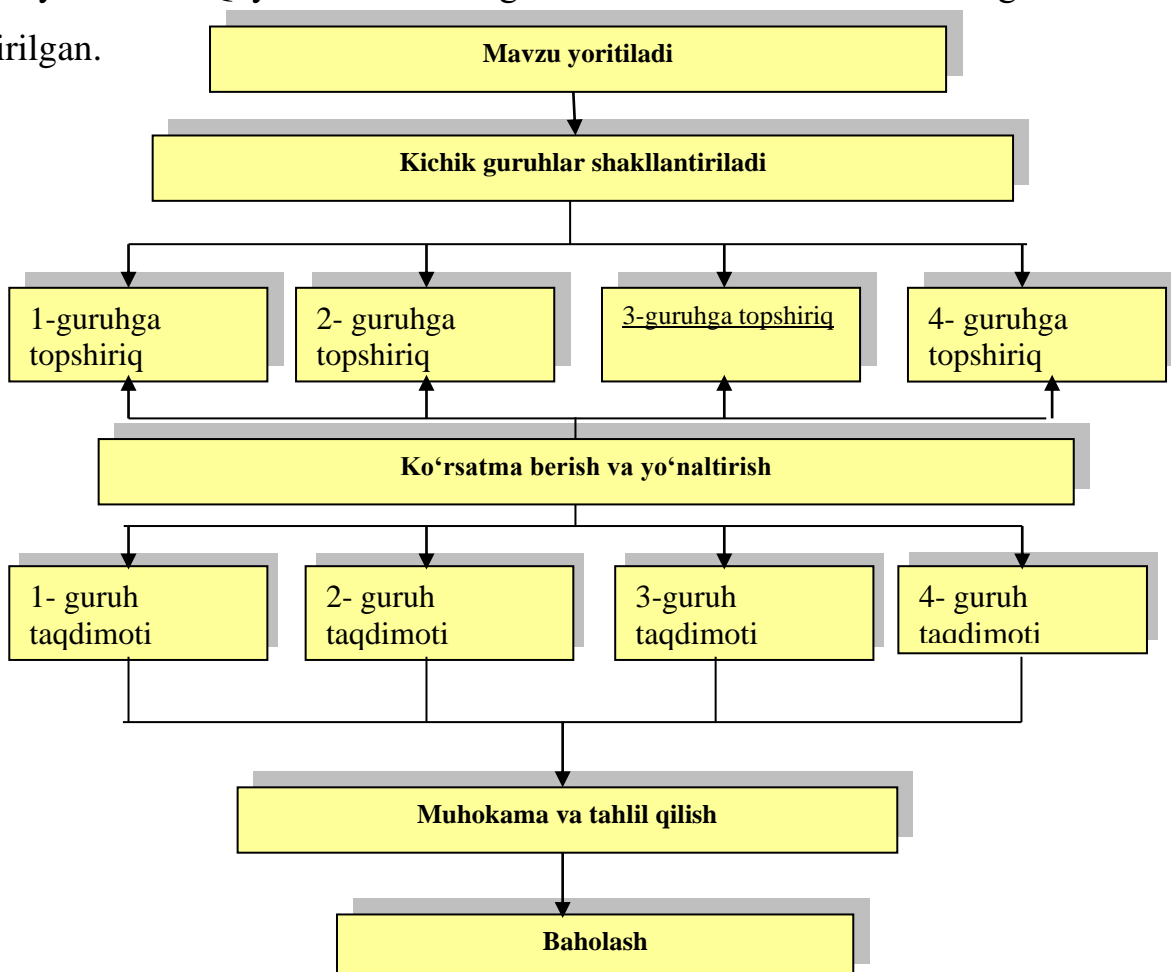 irilgan.
Mavzu yoritiladi
Kichik guruhlar shakllantiriladi
1-guruhga
topshiriq
2- guruhga
topshiriq
3-guruhga topshiriq
4- guruhga
topshiriq
Ko‘rsatma berish va yo‘naltirish
1- guruh
taqdimoti
2- guruh
taqdimoti
3-guruh
taqdimoti
4- guruh
taqdimoti
Muhokama va tahlil qilish
Baholash